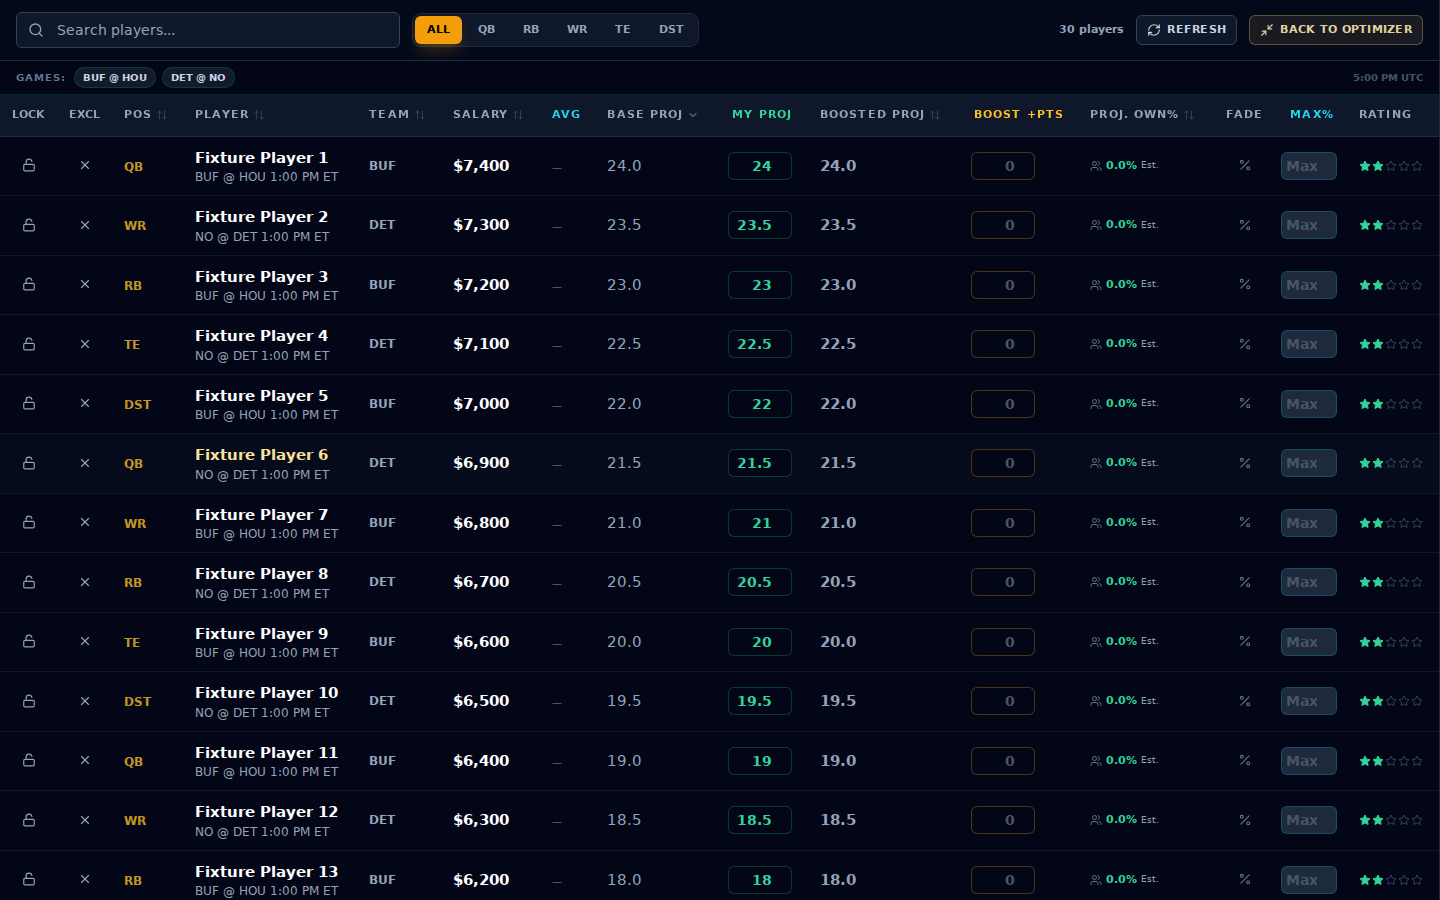 Search players...
ALL QB RB WR TE DST
30 players REFRESH BACK TO OPTIMIZER
GAMES: BUF @ HOU DET @ NO 5:00 PM UTC
LOCK EXCL POS PLAYER TEAM SALARY AVG BASE PROJ MY PROJ BOOSTED PROJ BOOST +PTS PROJ. OWN% FADE MAX% RATING
QB Fixture Player 1 BUF $7,400 — 24.0 24 24.0 0 0.0% Est. % Max
BUF @ HOU 1:00 PM ET
WR Fixture Player 2 DET $7,300 — 23.5 23.5 23.5 0 0.0% Est. % Max
NO @ DET 1:00 PM ET
RB Fixture Player 3 BUF $7,200 — 23.0 23 23.0 0 0.0% Est. % Max
BUF @ HOU 1:00 PM ET
TE Fixture Player 4 DET $7,100 — 22.5 22.5 22.5 0 0.0% Est. % Max
NO @ DET 1:00 PM ET
DST Fixture Player 5 BUF $7,000 — 22.0 22 22.0 0 0.0% Est. % Max
BUF @ HOU 1:00 PM ET
QB Fixture Player 6 DET $6,900 — 21.5 21.5 21.5 0 0.0% Est. % Max
NO @ DET 1:00 PM ET
WR Fixture Player 7 BUF $6,800 — 21.0 21 21.0 0 0.0% Est. % Max
BUF @ HOU 1:00 PM ET
RB Fixture Player 8 DET $6,700 — 20.5 20.5 20.5 0 0.0% Est. % Max
NO @ DET 1:00 PM ET
TE Fixture Player 9 BUF $6,600 — 20.0 20 20.0 0 0.0% Est. % Max
BUF @ HOU 1:00 PM ET
DST Fixture Player 10 DET $6,500 — 19.5 19.5 19.5 0 0.0% Est. % Max
NO @ DET 1:00 PM ET
QB Fixture Player 11 BUF $6,400 — 19.0 19 19.0 0 0.0% Est. % Max
BUF @ HOU 1:00 PM ET
WR Fixture Player 12 DET $6,300 — 18.5 18.5 18.5 0 0.0% Est. % Max
NO @ DET 1:00 PM ET
RB Fixture Player 13 BUF $6,200 — 18.0 18 18.0 0 0.0% Est. % Max
BUF @ HOU 1:00 PM ET